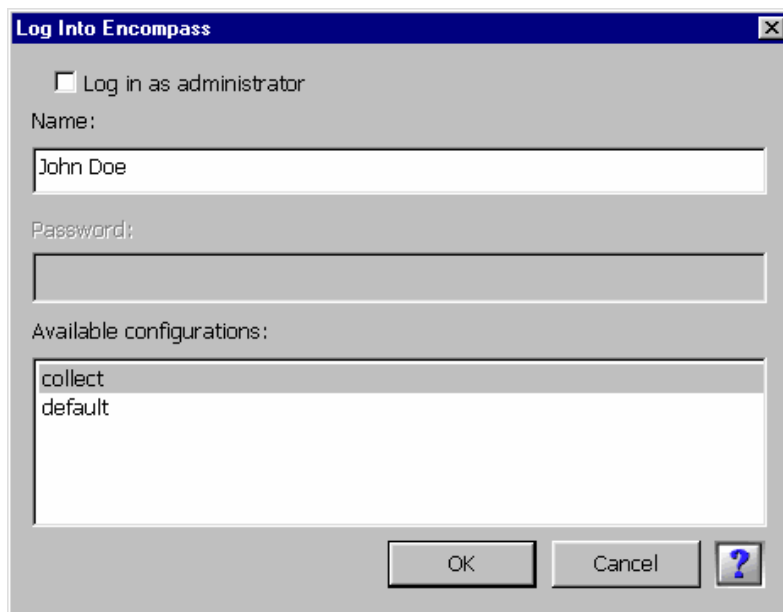 Log Into Encompass
Log in as administrator
Name:
John Doe
Password:
Available configurations:
collect
default
OK Cancel ?